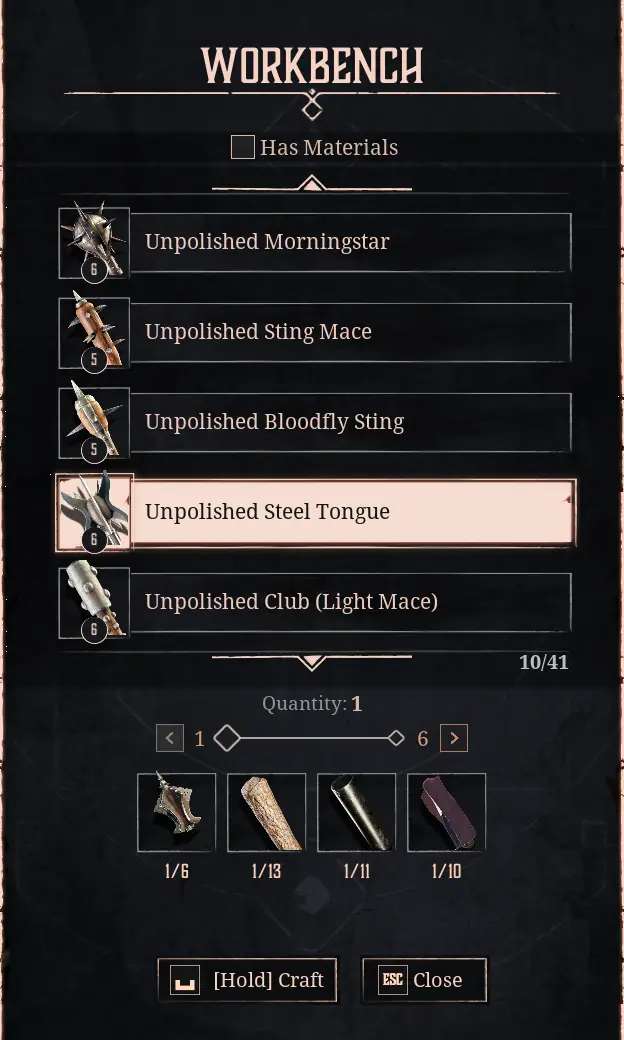 WORKBENCH
Has Materials
6
Unpolished Morningstar
5
Unpolished Sting Mace
5
Unpolished Bloodfly Sting
6
Unpolished Steel Tongue
6
Unpolished Club (Light Mace)
10/41
Quantity: 1
< 1 6 >
1/6 1/13 1/11 1/10
[Hold] Craft ESC Close